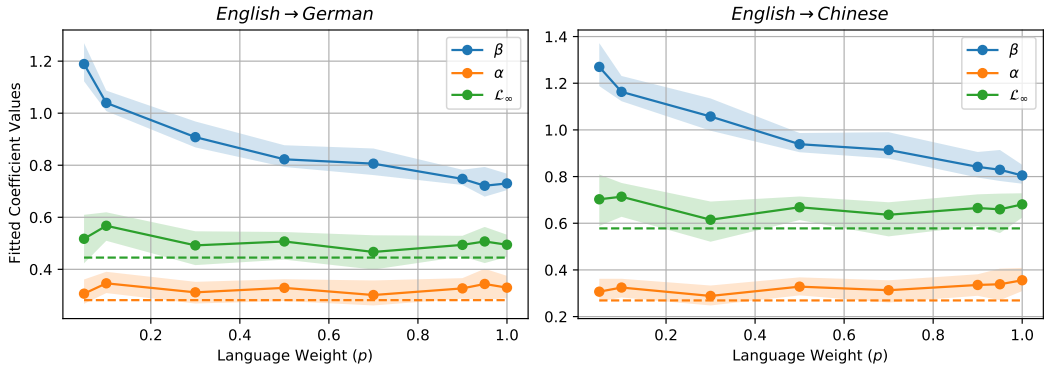 English → German
Fitted Coefficient Values
1.2
1.0
0.8
0.6
0.4
β
α
ℒ∞
0.2 0.4 0.6 0.8 1.0
Language Weight (p)
English → Chinese
1.4
1.2
1.0
0.8
0.6
0.4
0.2
β
α
ℒ∞
0.2 0.4 0.6 0.8 1.0
Language Weight (p)